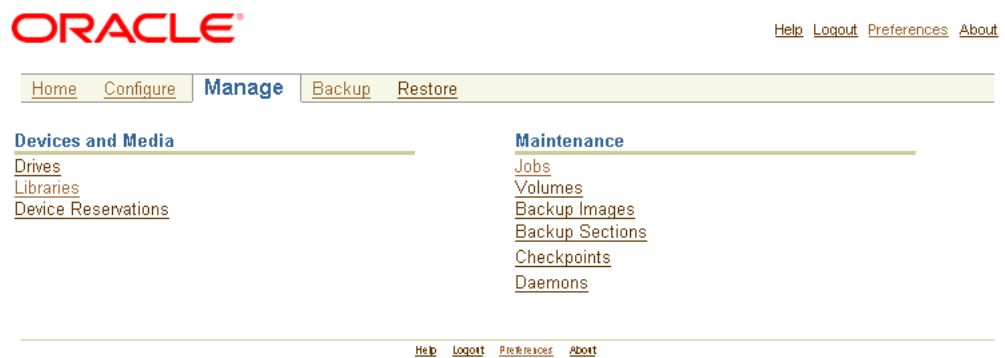 ORACLE
Help Logout Preferences About
Home Configure Manage Backup Restore
Devices and Media
Drives
Libraries
Device Reservations
Maintenance
Jobs
Volumes
Backup Images
Backup Sections
Checkpoints
Daemons
Help Logout Preferences About